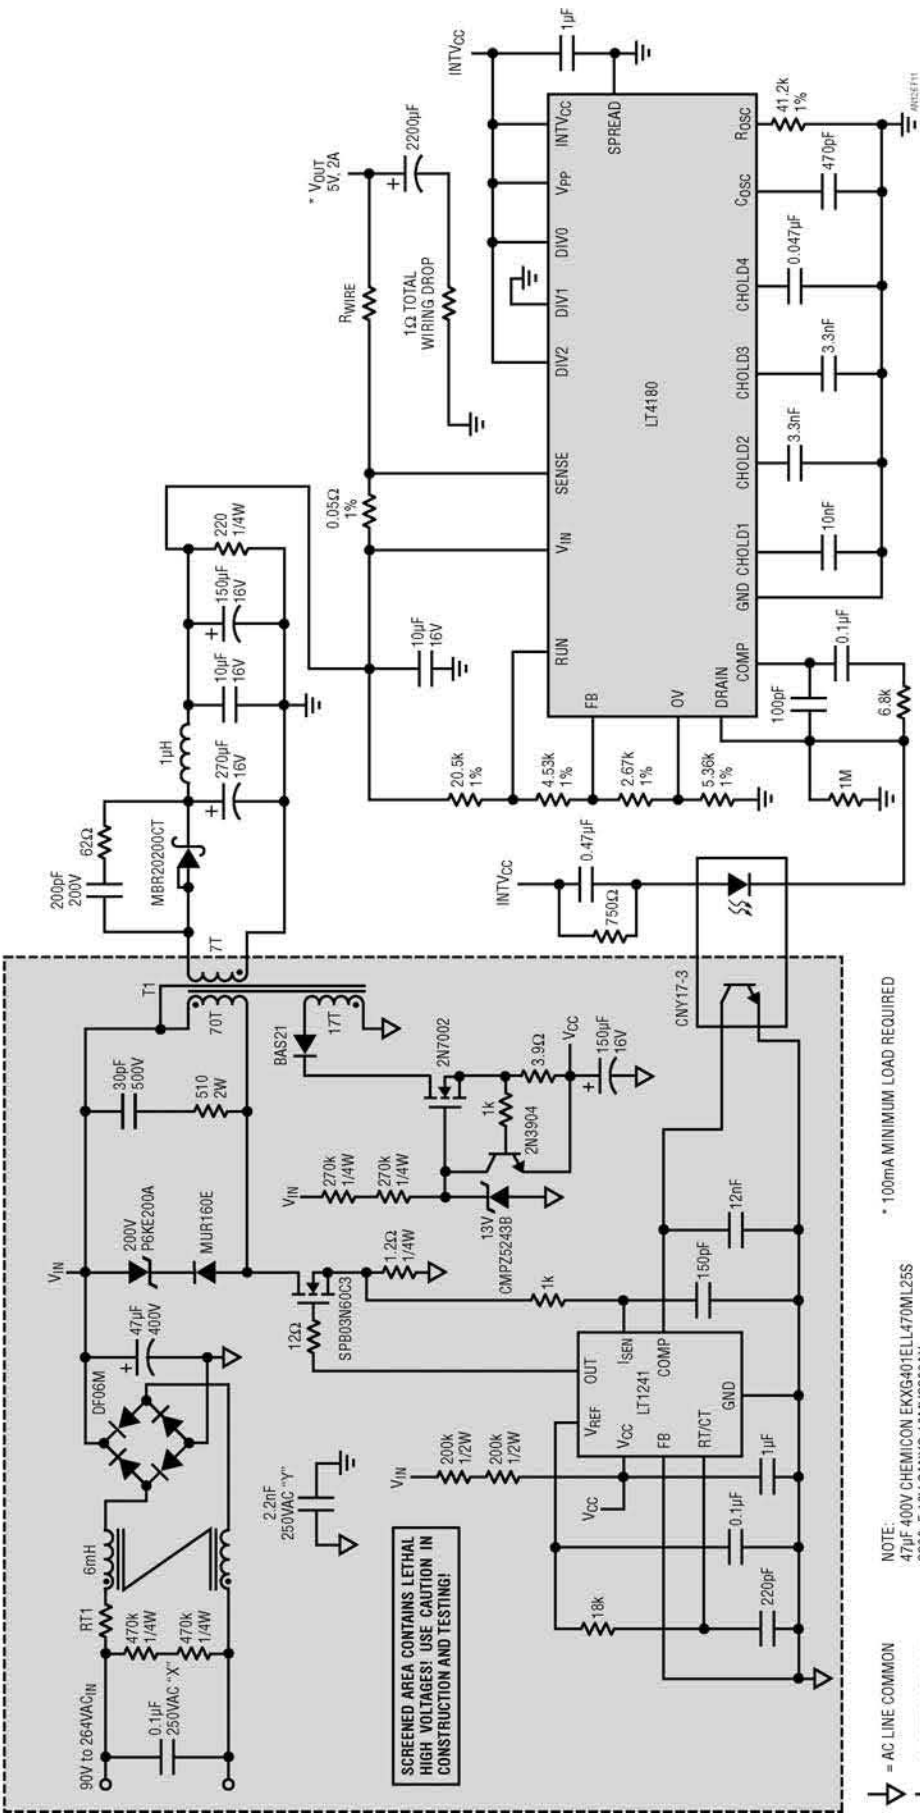 90V to 264VAC IN
0.1µF
250VAC "X"
470k
1/4W
470k
1/4W
RT1
6mH
DF06M
47µF
400V
VIN
200V
P6KE200A
MUR160E
30pF
500V
510
2W
T1
70T
7T
17T
BAS21
200pF
200V
62Ω
MBR20200CT
1µH
270µF
16V
10µF
16V
150µF
16V
220
1/4W
2.2nF
250VAC "Y"
12Ω
SPB03N60C3
1.2Ω
1/4W
VIN
270k
1/4W
270k
1/4W
2N7002
1k
3.9Ω
VCC
150µF
16V
2N3904
13V
CMPZ5243B
SCREENED AREA CONTAINS LETHAL
HIGH VOLTAGES! USE CAUTION IN
CONSTRUCTION AND TESTING!
VIN
200k
1/2W
200k
1/2W
VCC
18k
220pF
0.1µF
1µF
OUT
VREF
ISEN
LT1241
VCC
COMP
FB
RT/CT
GND
1k
150pF
12nF
CNY17-3
INTVCC
0.47µF
750Ω
10µF
16V
0.05Ω
1%
RWIRE
* VOUT
5V, 2A
2200µF
1Ω TOTAL
WIRING DROP
INTVCC
1µF
20.5k
1%
4.53k
1%
2.67k
1%
5.36k
1%
RUN
VIN
SENSE
DIV2
DIV1
DIV0
VPP
INTVCC
FB
OV
DRAIN
LT4180
SPREAD
COMP
GND
CHOLD1
CHOLD2
CHOLD3
CHOLD4
COSC
ROSC
100pF
0.1µF
1M
6.8k
10nF
3.3nF
3.3nF
0.047µF
470pF
41.2k
1%
= AC LINE COMMON
NOTE:
47µF 400V CHEMICON EKXG401ELL470ML25S
* 100mA MINIMUM LOAD REQUIRED